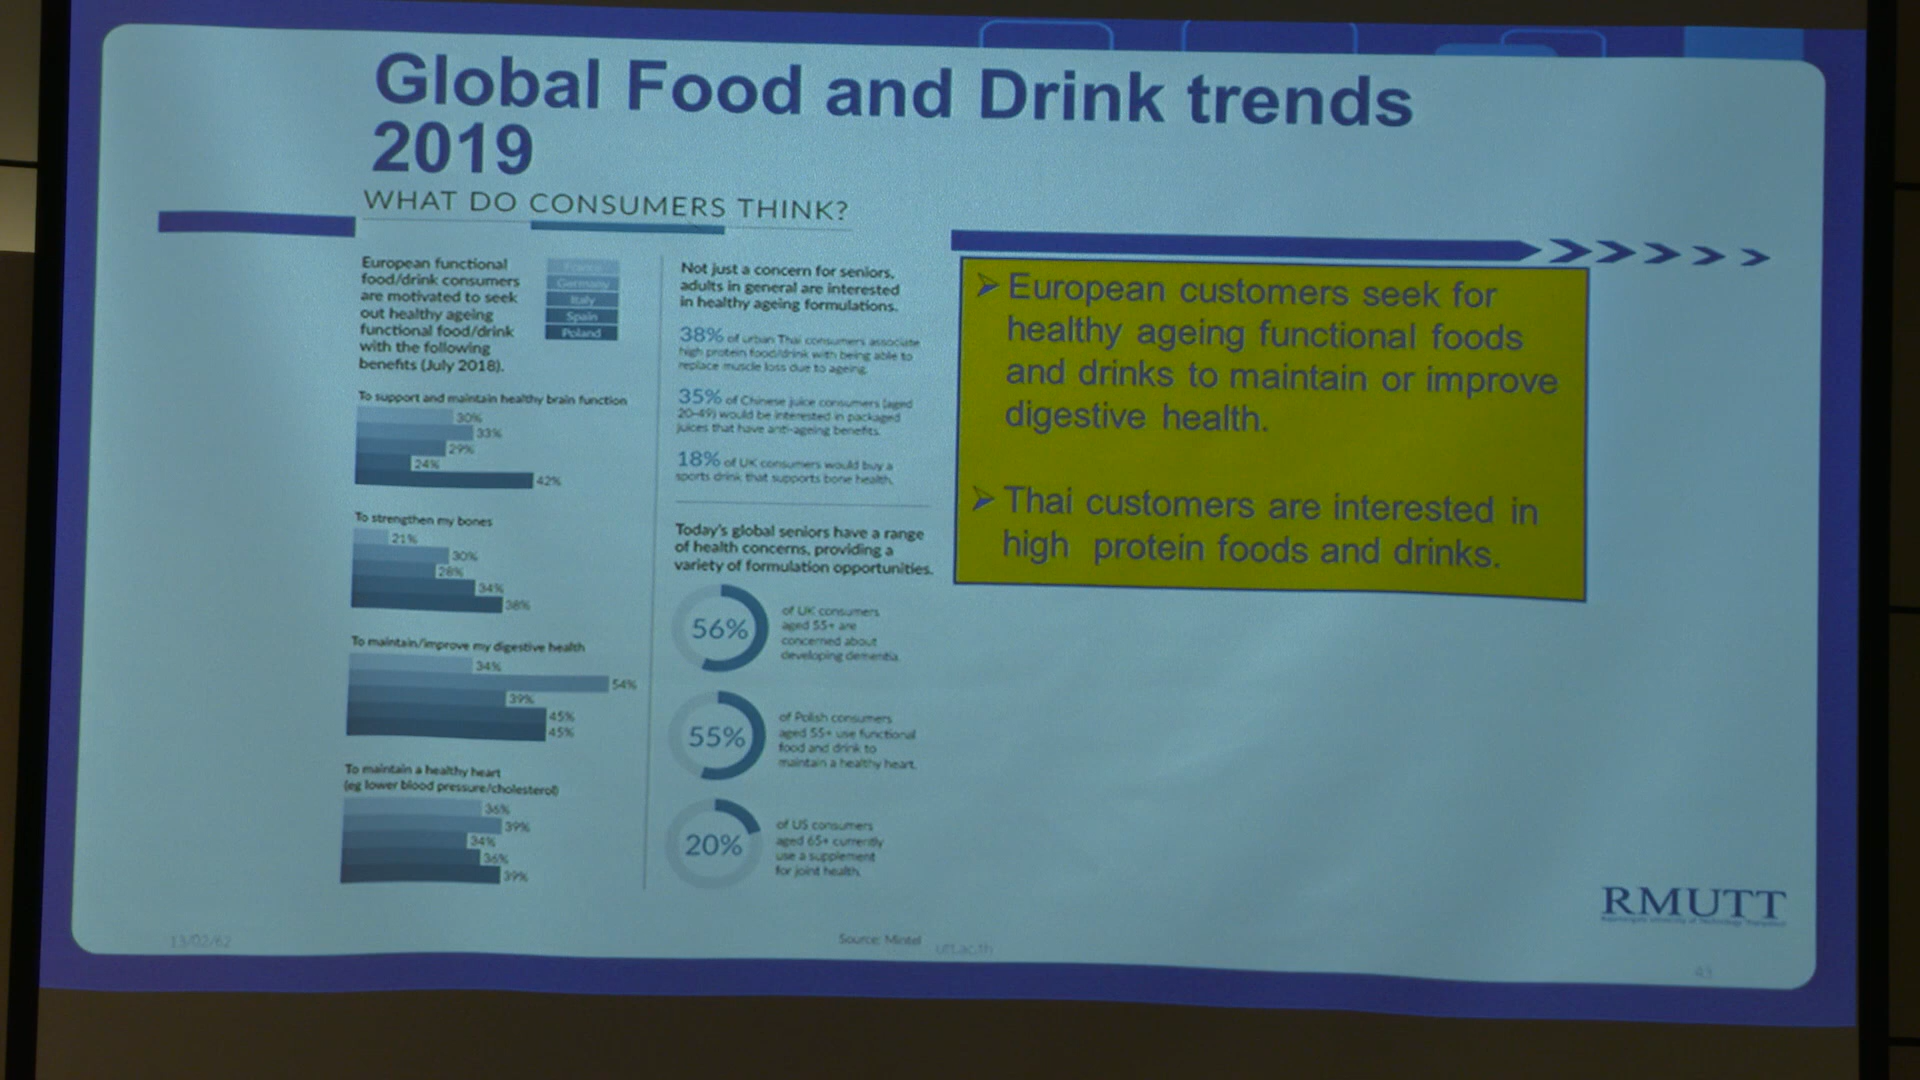 Global Food and Drink trends
2019
WHAT DO CONSUMERS THINK?
European functional
food/drink consumers
are motivated to seek
out healthy ageing
functional food/drink
with the following
benefits (July 2018).
France
Germany
Italy
Spain
Poland
To support and maintain healthy brain function
30%
33%
29%
24%
42%
To strengthen my bones
21%
30%
28%
34%
38%
To maintain/improve my digestive health
34%
54%
39%
45%
45%
To maintain a healthy heart
(eg lower blood pressure/cholesterol)
36%
39%
34%
36%
39%
Not just a concern for seniors,
adults in general are interested
in healthy ageing formulations.
38% of urban Thai consumers associate
high protein food/drink with being able to
replace muscle loss due to ageing.
35% of Chinese juice consumers (aged
20-49) would be interested in packaged
juices that have anti-ageing benefits.
18% of UK consumers would buy a
sports drink that supports bone health.
Today's global seniors have a range
of health concerns, providing a
variety of formulation opportunities.
56%
of UK consumers
aged 55+ are
concerned about
developing dementia.
55%
of Polish consumers
aged 55+ use functional
food and drink to
maintain a healthy heart.
20%
of US consumers
aged 65+ currently
use a supplement
for joint health.
➢ European customers seek for
healthy ageing functional foods
and drinks to maintain or improve
digestive health.
➢ Thai customers are interested in
high protein foods and drinks.
RMUTT
13/02/62
Source: Mintel
utt.ac.th
43